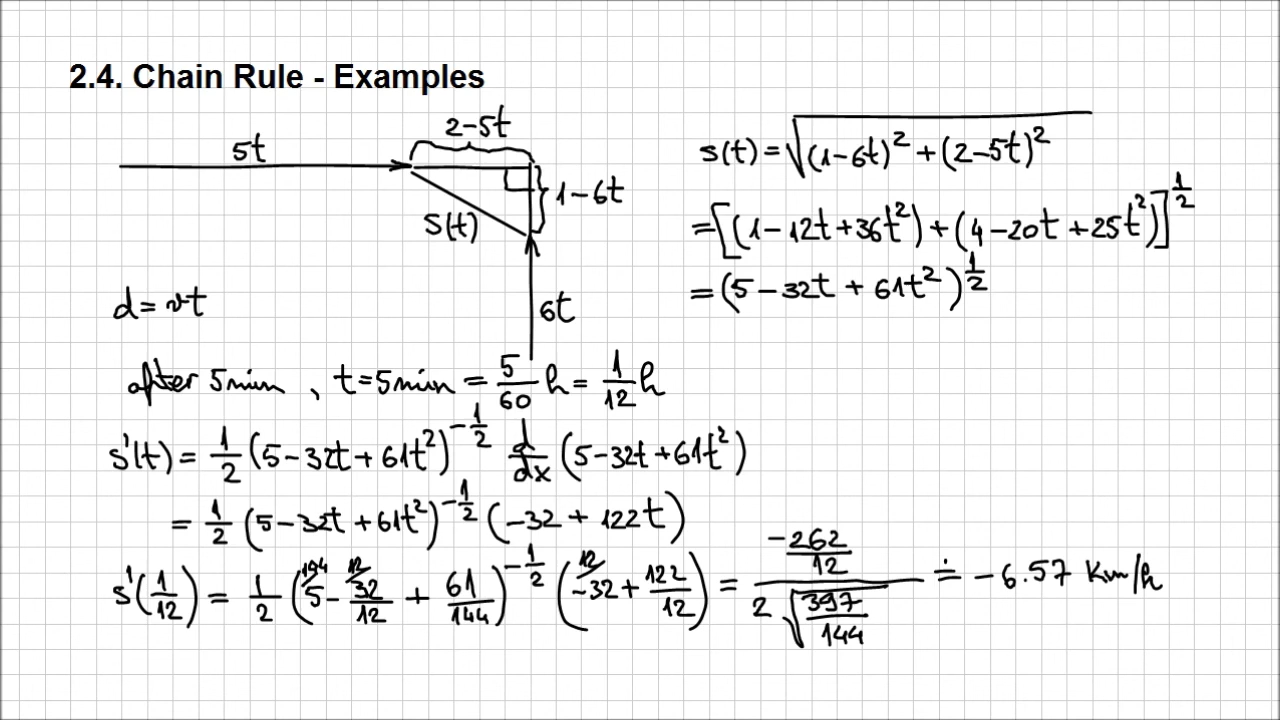 2.4. Chain Rule - Examples
2-5t
5t
1-6t
S(t)
6t
d = vt
s(t) = √((1-6t)² + (2-5t)²)
= [(1-12t+36t²) + (4-20t+25t²)]^(1/2)
= (5-32t + 61t²)^(1/2)
after 5min , t = 5min = 5/60 h = 1/12 h
s'(t) = 1/2 (5-32t+61t²)^(-1/2) d/dx (5-32t+61t²)
= 1/2 (5-32t+61t²)^(-1/2) (-32 + 122t)
144 12 12
s'(1/12) = 1/2 (5 - 32/12 + 61/144)^(-1/2) (-32 + 122/12) = (-262/12)/(2√(397/144)) ≐ -6.57 Km/h